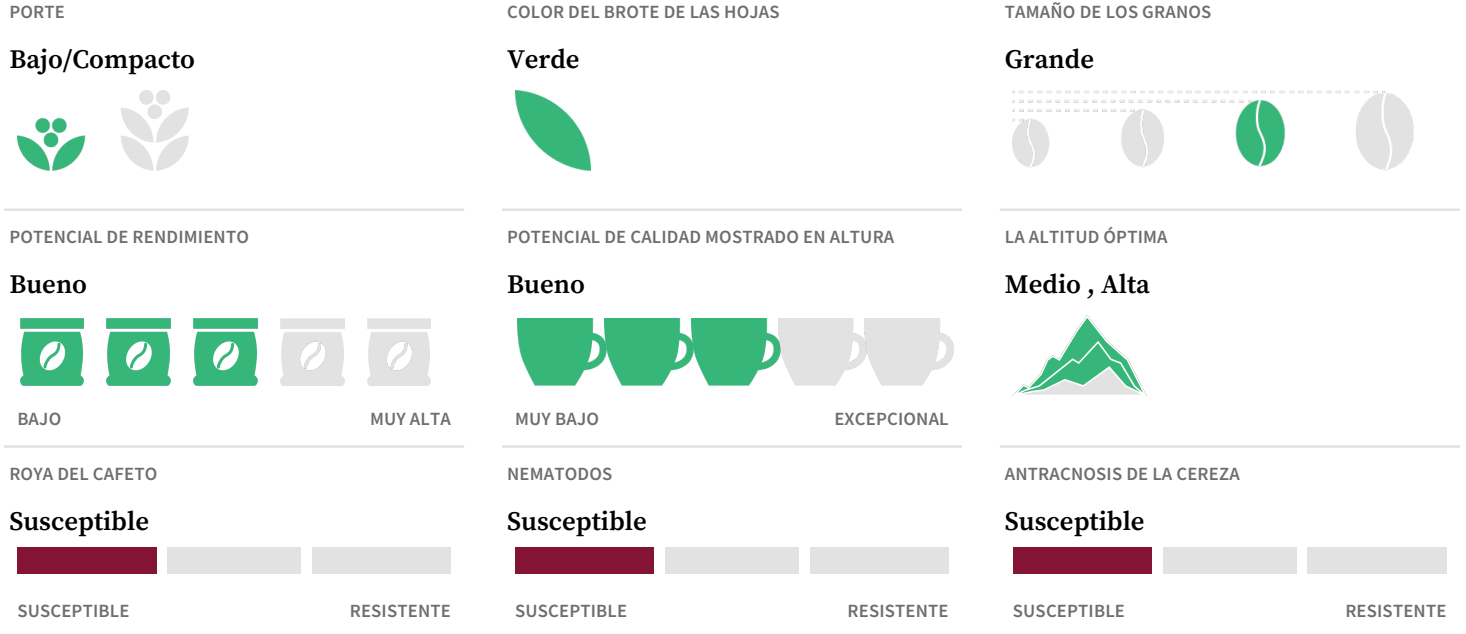 PORTE
Bajo/Compacto
COLOR DEL BROTE DE LAS HOJAS
Verde
TAMAÑO DE LOS GRANOS
Grande
POTENCIAL DE RENDIMIENTO
Bueno
BAJO
MUY ALTA
POTENCIAL DE CALIDAD MOSTRADO EN ALTURA
Bueno
MUY BAJO
EXCEPCIONAL
LA ALTITUD ÓPTIMA
Medio , Alta
ROYA DEL CAFETO
Susceptible
SUSCEPTIBLE
RESISTENTE
NEMATODOS
Susceptible
SUSCEPTIBLE
RESISTENTE
ANTRACNOSIS DE LA CEREZA
Susceptible
SUSCEPTIBLE
RESISTENTE